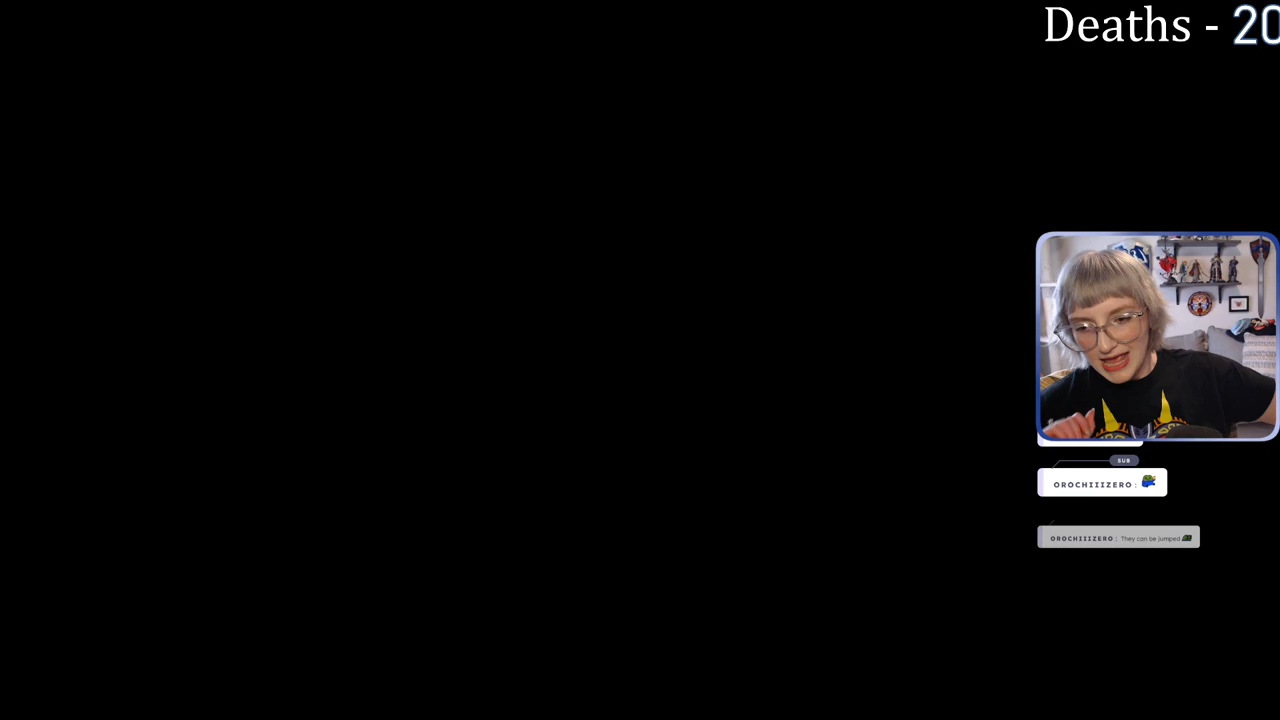 Deaths - 20
SUB
OROCHIIIZERO :
OROCHIIIZERO : They can be jumped